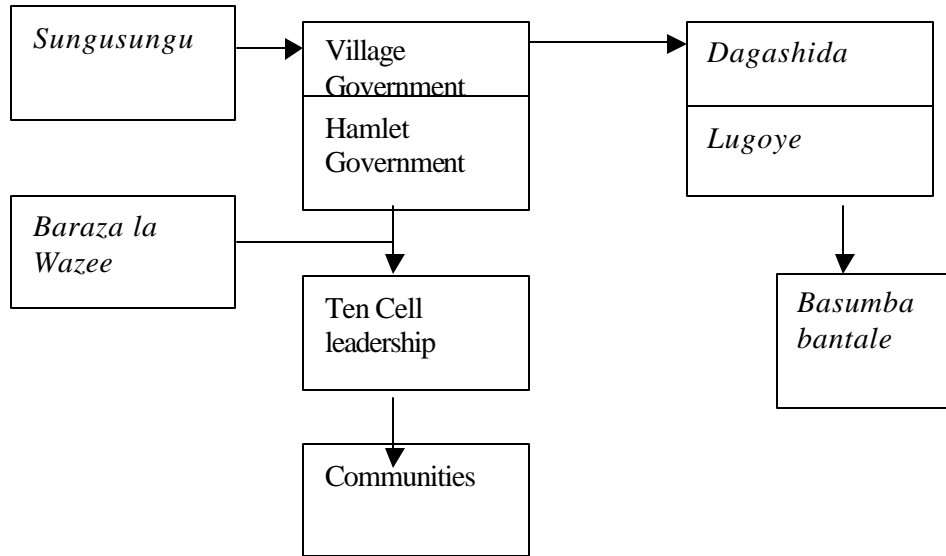 Sungusungu
Village
Government
Dagashida
Hamlet
Government
Lugoye
Baraza la
Wazee
Ten Cell
leadership
Basumba
bantale
Communities